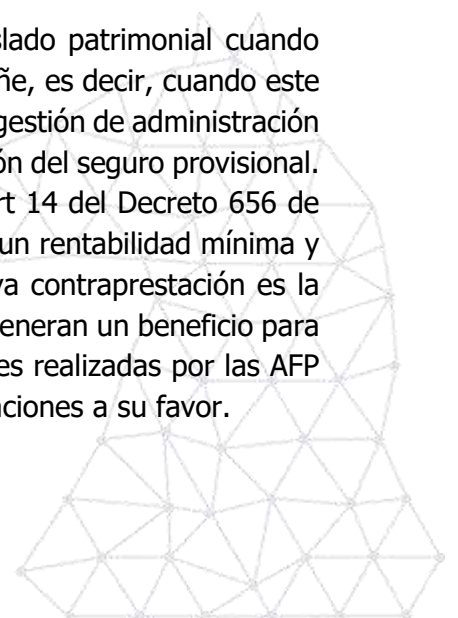 slado patrimonial cuando
ñe, es decir, cuando este
gestión de administración
ón del seguro provisional.
rt 14 del Decreto 656 de
un rentabilidad mínima y
va contraprestación es la
eneran un beneficio para
es realizadas por las AFP
aciones a su favor.